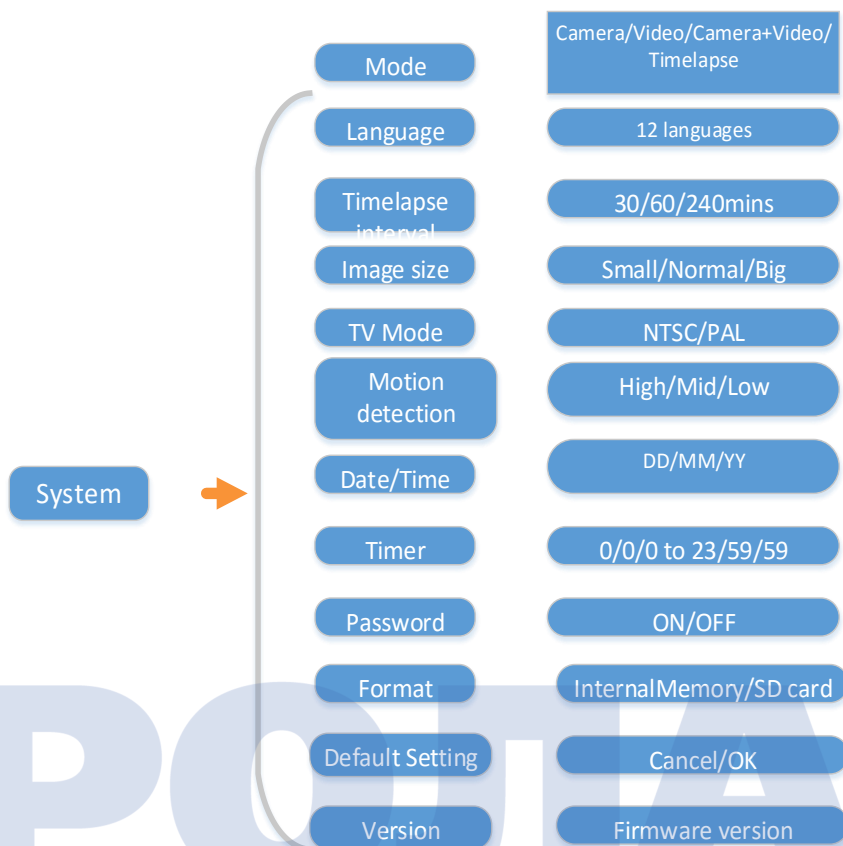 Mode
Camera/Video/Camera+Video/
Timelapse
Language
12 languages
Timelapse
interval
30/60/240mins
Image size
Small/Normal/Big
TV Mode
NTSC/PAL
Motion
detection
High/Mid/Low
System
Date/Time
DD/MM/YY
Timer
0/0/0 to 23/59/59
Password
ON/OFF
Format
InternalMemory/SD card
Default Setting
Cancel/OK
Version
Firmware version